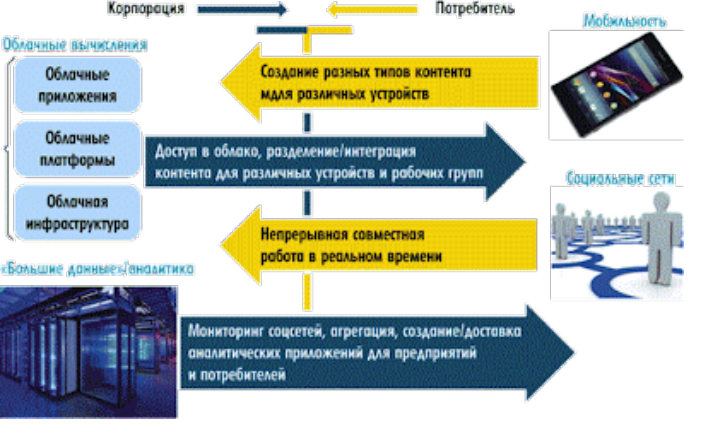 Корпорация
Потребитель
Облачные вычисления
Мобильность
Облачные
приложения
Создание разных типов контента
мдля различных устройств
Облачные
платформы
Доступ в облако, разделение/интеграция
контента для различных устройств и рабочих групп
Социальные сети
Облачная
инфраструктура
Непрерывная совместная
работа в реальном времени
«Большие данные»/аналитика
Мониторинг соцсетей, агрегация, создание/доставка
аналитических приложений для предприятий
и потребителей